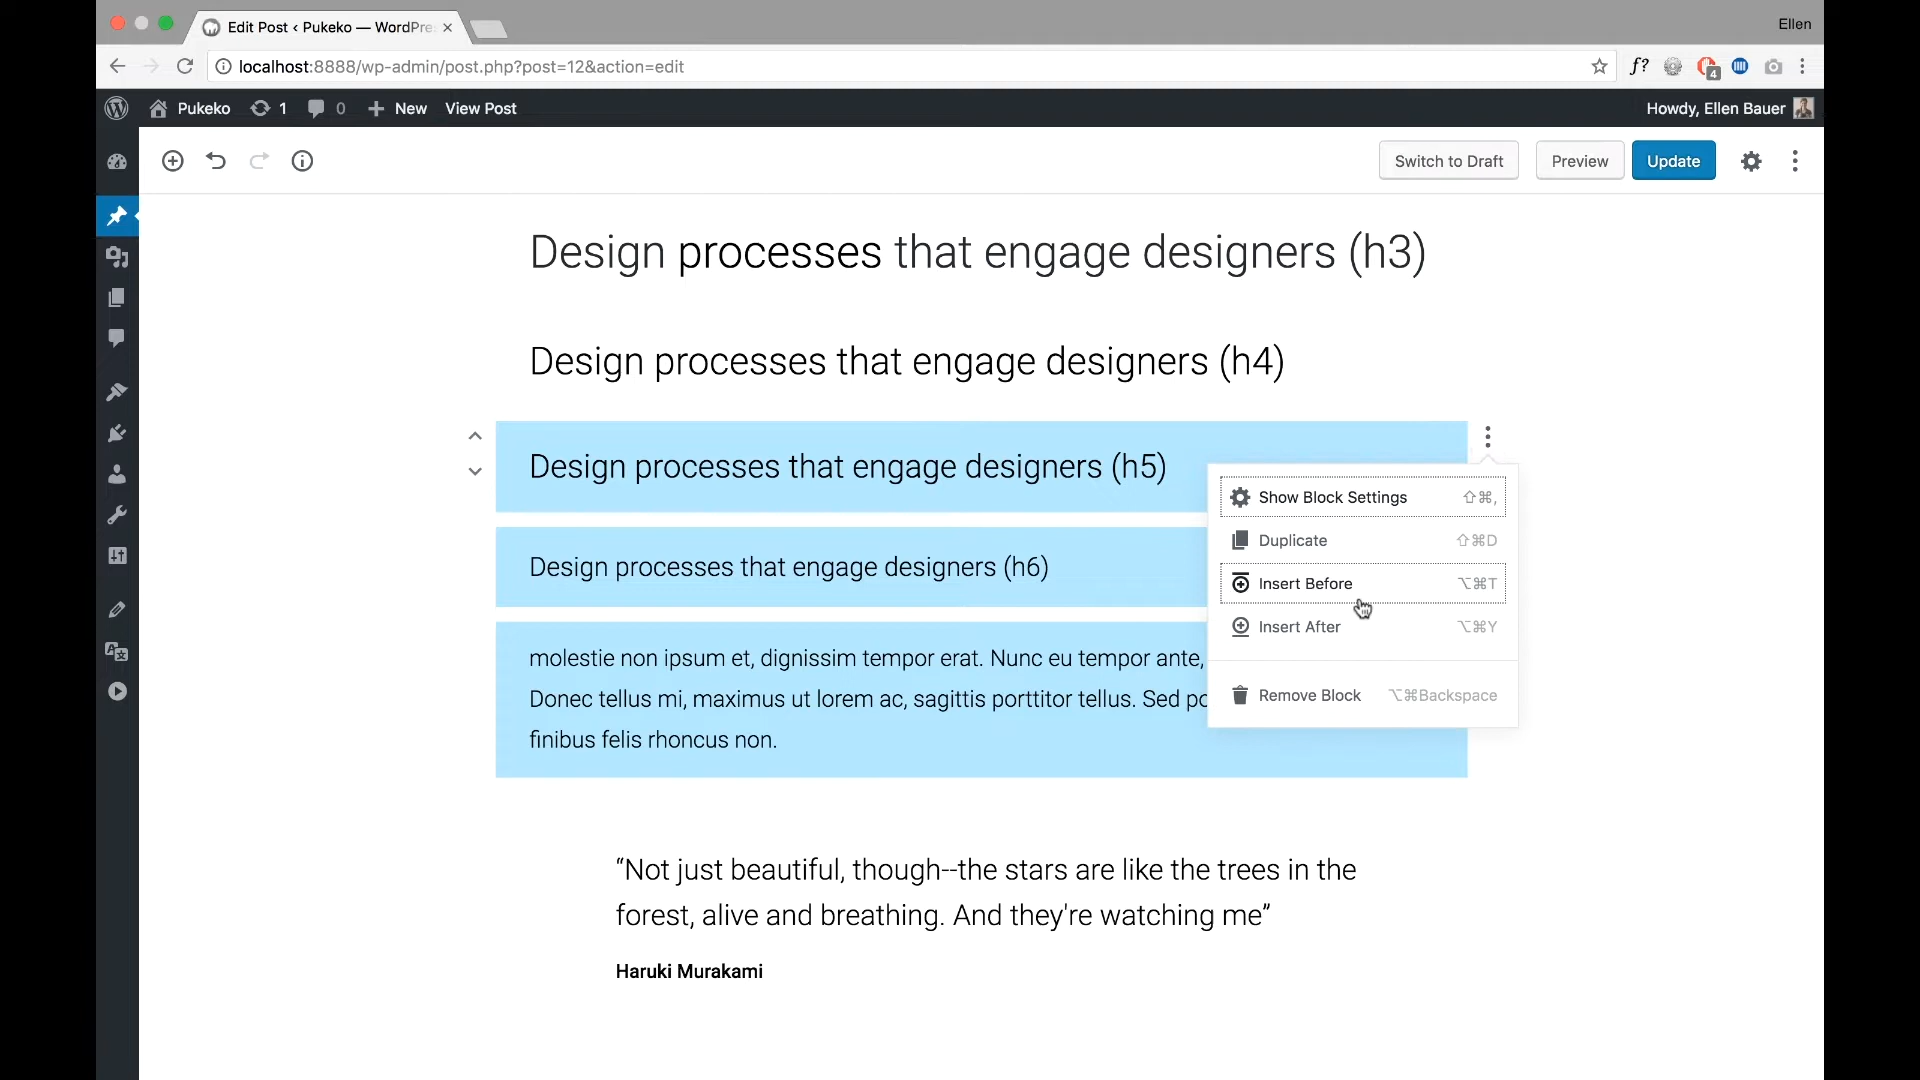 Ellen
Edit Post ‹ Pukeko — WordPre
localhost:8888/wp-admin/post.php?post=12&action=edit
f?
4
Pukeko 1 0 New View Post
Howdy, Ellen Bauer
Switch to Draft Preview Update
Design processes that engage designers (h3)
Design processes that engage designers (h4)
Design processes that engage designers (h5)
Show Block Settings ⇧⌘,
Duplicate ⇧⌘D
Design processes that engage designers (h6)
Insert Before ⌥⌘T
Insert After ⌥⌘Y
molestie non ipsum et, dignissim tempor erat. Nunc eu tempor ante,
Donec tellus mi, maximus ut lorem ac, sagittis porttitor tellus. Sed
Remove Block ⌥⌘Backspace
finibus felis rhoncus non.
“Not just beautiful, though--the stars are like the trees in the
forest, alive and breathing. And they're watching me”
Haruki Murakami